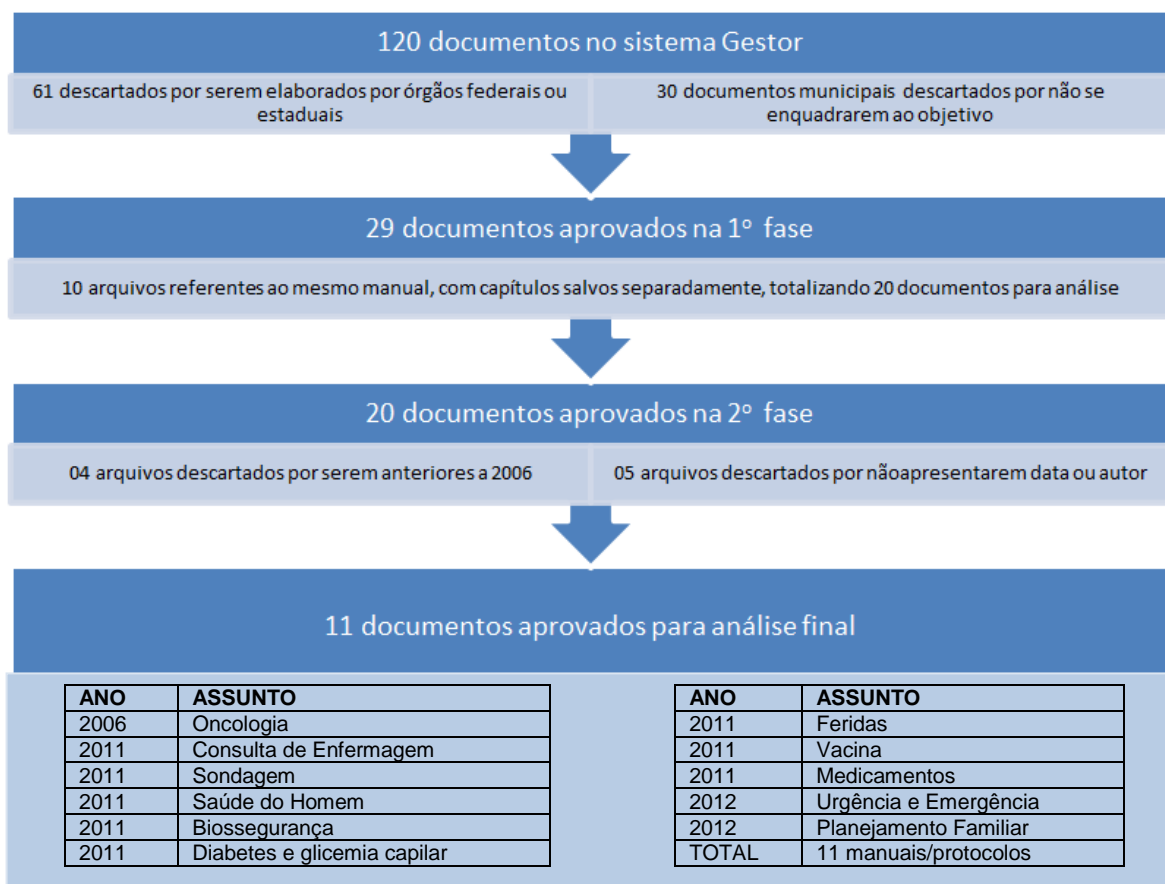 120 documentos no sistema Gestor
61 descartados por serem elaborados por órgãos federais ou
estaduais
30 documentos municipais descartados por não se
enquadrarem ao objetivo
29 documentos aprovados na 1º fase
10 arquivos referentes ao mesmo manual, com capítulos salvos separadamente, totalizando 20 documentos para análise
20 documentos aprovados na 2º fase
04 arquivos descartados por serem anteriores a 2006
05 arquivos descartados por nãoapresentarem data ou autor
11 documentos aprovados para análise final
ANO ASSUNTO
2006 Oncologia
2011 Consulta de Enfermagem
2011 Sondagem
2011 Saúde do Homem
2011 Biossegurança
2011 Diabetes e glicemia capilar
ANO ASSUNTO
2011 Feridas
2011 Vacina
2011 Medicamentos
2012 Urgência e Emergência
2012 Planejamento Familiar
TOTAL 11 manuais/protocolos